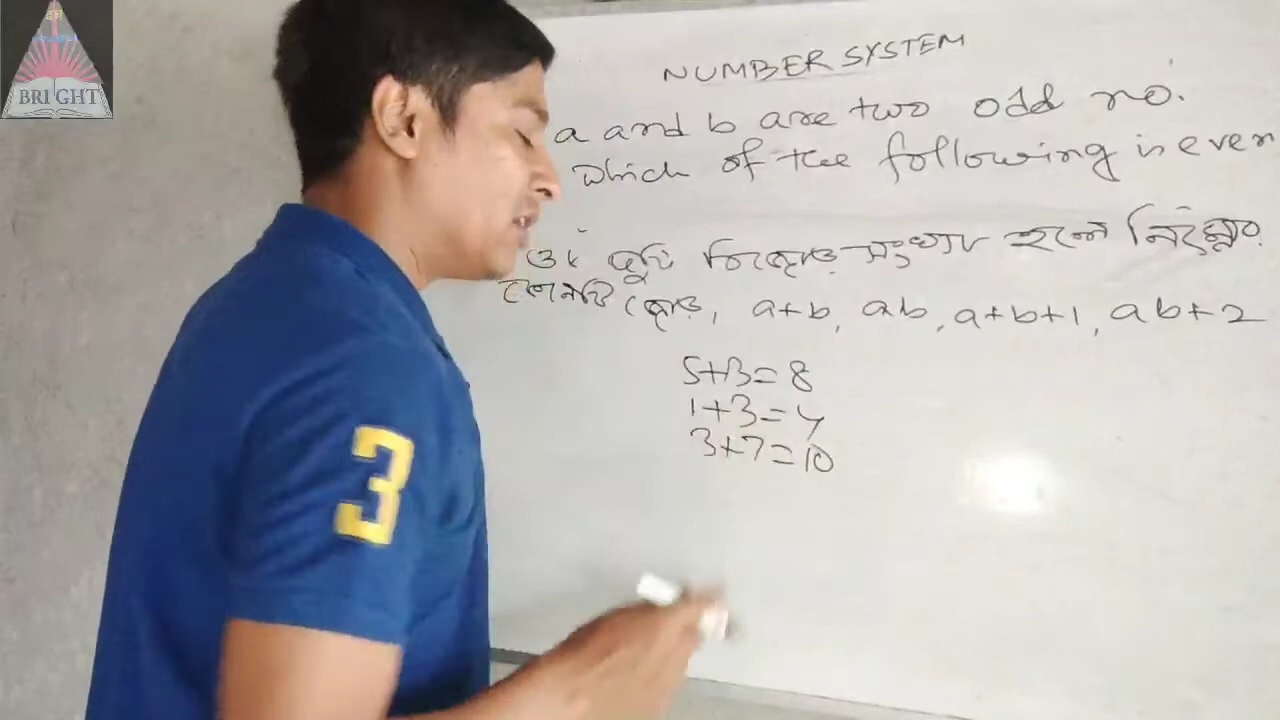 BRIGHT
NUMBER SYSTEM
a and b are two odd no.
which of the following is even
দুটি বিজোড় সংখ্যা হলে নিচের
কোনটি জোড়, a+b, ab, a+b+1, ab+2
5+3=8
1+3=4
3+7=10
3